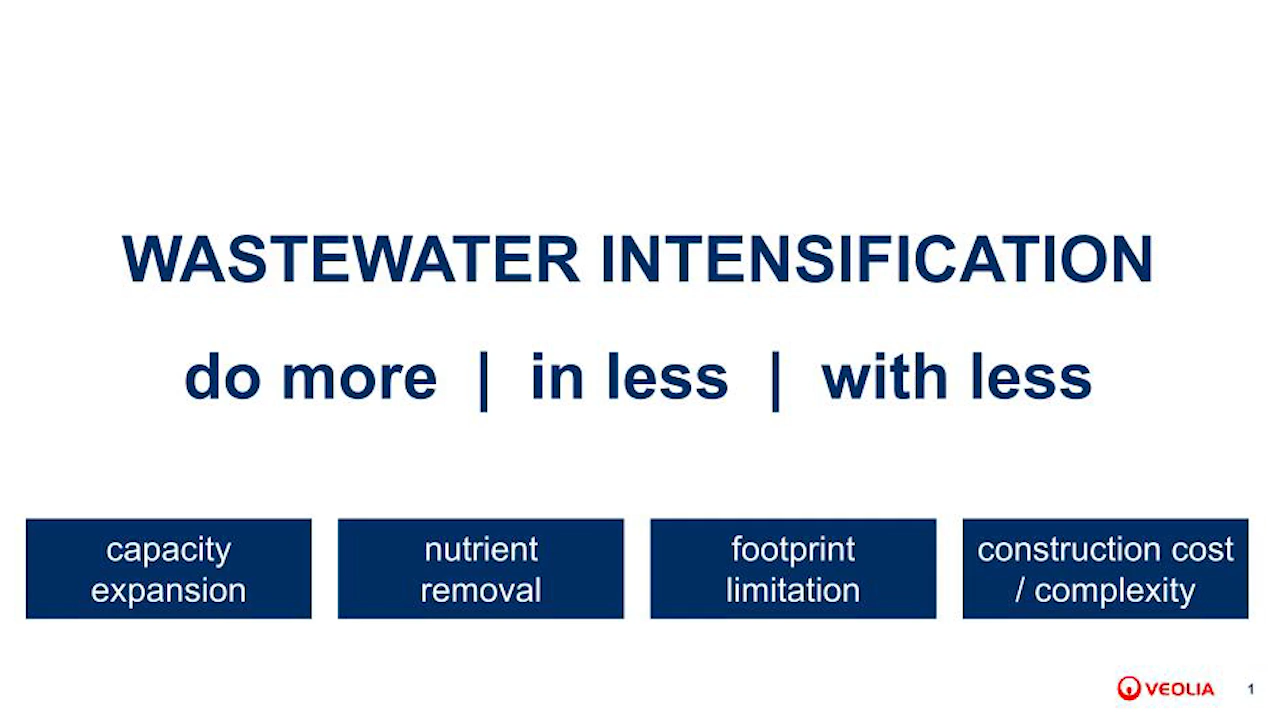 WASTEWATER INTENSIFICATION
do more | in less | with less
capacity
expansion
nutrient
removal
footprint
limitation
construction cost
/ complexity
VEOLIA
1